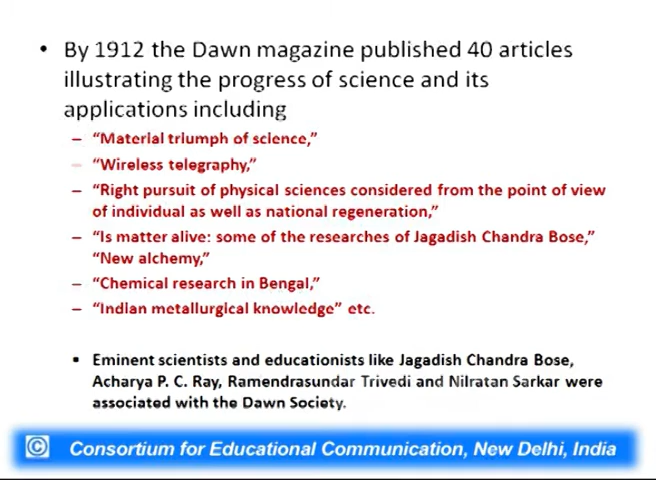 • By 1912 the Dawn magazine published 40 articles
illustrating the progress of science and its
applications including
– “Material triumph of science,”
– “Wireless telegraphy,”
– “Right pursuit of physical sciences considered from the point of view
of individual as well as national regeneration,”
– “Is matter alive: some of the researches of Jagadish Chandra Bose,”
“New alchemy,”
– “Chemical research in Bengal,”
– “Indian metallurgical knowledge” etc.
▪ Eminent scientists and educationists like Jagadish Chandra Bose,
Acharya P. C. Ray, Ramendrasundar Trivedi and Nilratan Sarkar were
associated with the Dawn Society.
© Consortium for Educational Communication, New Delhi, India